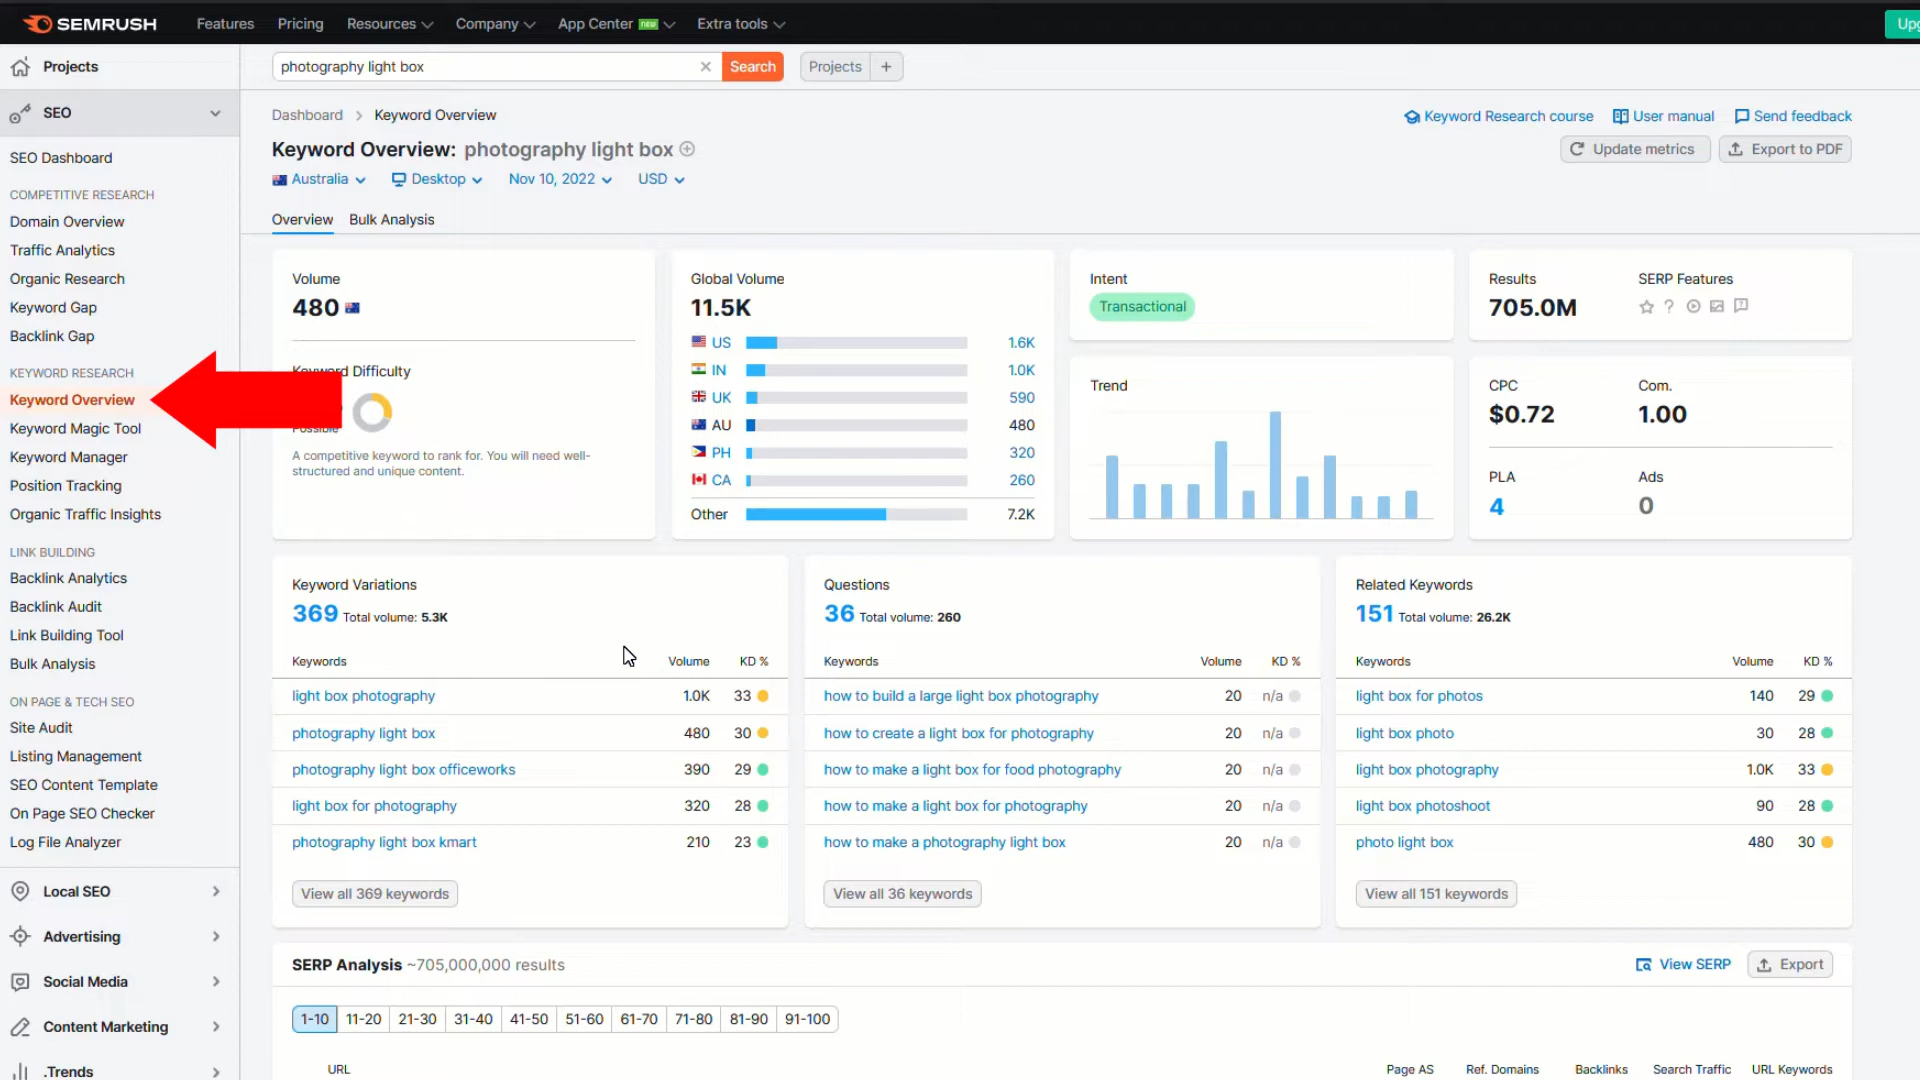 SEMRUSH Features Pricing Resources Company App Center new Extra tools
Projects
SEO
SEO Dashboard
COMPETITIVE RESEARCH
Domain Overview
Traffic Analytics
Organic Research
Keyword Gap
Backlink Gap
KEYWORD RESEARCH
Keyword Overview
Keyword Magic Tool
Keyword Manager
Position Tracking
Organic Traffic Insights
LINK BUILDING
Backlink Analytics
Backlink Audit
Link Building Tool
Bulk Analysis
ON PAGE & TECH SEO
Site Audit
Listing Management
SEO Content Template
On Page SEO Checker
Log File Analyzer
Local SEO
Advertising
Social Media
Content Marketing
.Trends
photography light box Search Projects +
Dashboard > Keyword Overview
Keyword Research course User manual Send feedback
Keyword Overview: photography light box
Update metrics Export to PDF
Australia Desktop Nov 10, 2022 USD
Overview Bulk Analysis
Volume
480
Keyword Difficulty
Possible
A competitive keyword to rank for. You will need well-
structured and unique content.
Global Volume
11.5K
US 1.6K
IN 1.0K
UK 590
AU 480
PH 320
CA 260
Other 7.2K
Intent
Transactional
Trend
Results SERP Features
705.0M
CPC Com.
$0.72 1.00
PLA Ads
4 0
Keyword Variations
369 Total volume: 5.3K
Keywords Volume KD %
light box photography 1.0K 33
photography light box 480 30
photography light box officeworks 390 29
light box for photography 320 28
photography light box kmart 210 23
View all 369 keywords
Questions
36 Total volume: 260
Keywords Volume KD %
how to build a large light box photography 20 n/a
how to create a light box for photography 20 n/a
how to make a light box for food photography 20 n/a
how to make a light box for photography 20 n/a
how to make a photography light box 20 n/a
View all 36 keywords
Related Keywords
151 Total volume: 26.2K
Keywords Volume KD %
light box for photos 140 29
light box photo 30 28
light box photography 1.0K 33
light box photoshoot 90 28
photo light box 480 30
View all 151 keywords
SERP Analysis ~705,000,000 results
View SERP Export
1-10 11-20 21-30 31-40 41-50 51-60 61-70 71-80 81-90 91-100
URL Page AS Ref. Domains Backlinks Search Traffic URL Keywords